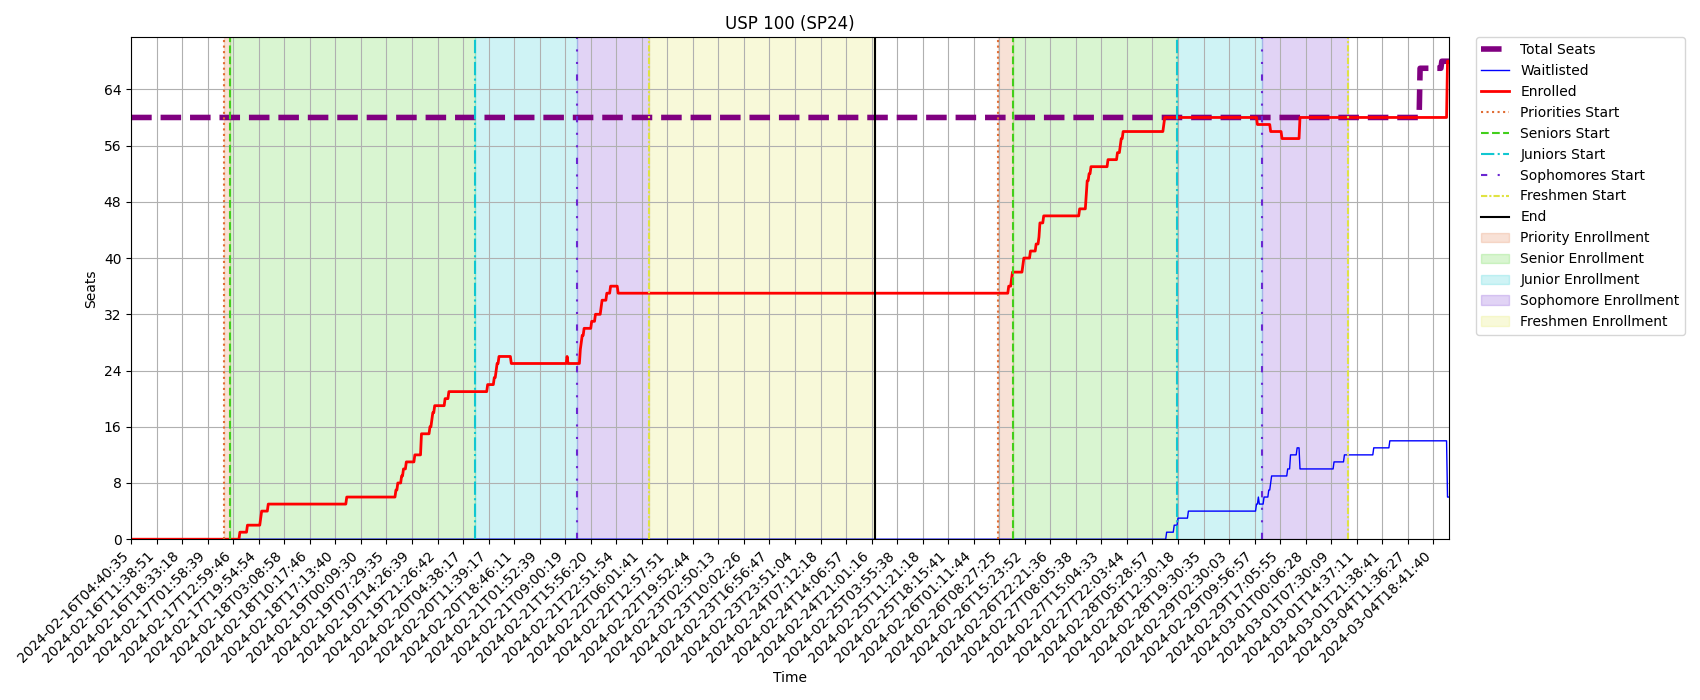 USP 100 (SP24)
Seats
64
56
48
40
32
24
16
8
0
2024-02-16T04:40:35
2024-02-16T11:38:51
2024-02-16T18:33:18
2024-02-17T01:58:39
2024-02-17T12:59:46
2024-02-17T19:54:54
2024-02-18T03:08:58
2024-02-18T10:17:46
2024-02-18T17:13:40
2024-02-19T00:09:30
2024-02-19T07:29:35
2024-02-19T14:26:39
2024-02-19T21:26:42
2024-02-20T04:38:17
2024-02-20T11:39:17
2024-02-20T18:46:11
2024-02-21T01:52:39
2024-02-21T09:00:19
2024-02-21T15:56:20
2024-02-21T22:51:54
2024-02-22T06:01:41
2024-02-22T12:57:51
2024-02-22T19:52:44
2024-02-23T02:50:13
2024-02-23T10:02:26
2024-02-23T16:56:47
2024-02-23T23:51:04
2024-02-24T07:12:18
2024-02-24T14:06:57
2024-02-24T21:01:16
2024-02-25T03:55:38
2024-02-25T11:21:18
2024-02-25T18:15:41
2024-02-26T01:11:44
2024-02-26T08:27:25
2024-02-26T15:23:52
2024-02-26T22:21:36
2024-02-27T08:05:38
2024-02-27T15:04:33
2024-02-27T22:03:44
2024-02-28T05:28:57
2024-02-28T12:30:18
2024-02-28T19:30:35
2024-02-29T02:30:03
2024-02-29T09:56:57
2024-02-29T17:05:55
2024-03-01T00:06:28
2024-03-01T07:30:09
2024-03-01T14:37:11
2024-03-01T21:38:41
2024-03-04T11:36:27
2024-03-04T18:41:40
Time
Total Seats
Waitlisted
Enrolled
Priorities Start
Seniors Start
Juniors Start
Sophomores Start
Freshmen Start
End
Priority Enrollment
Senior Enrollment
Junior Enrollment
Sophomore Enrollment
Freshmen Enrollment